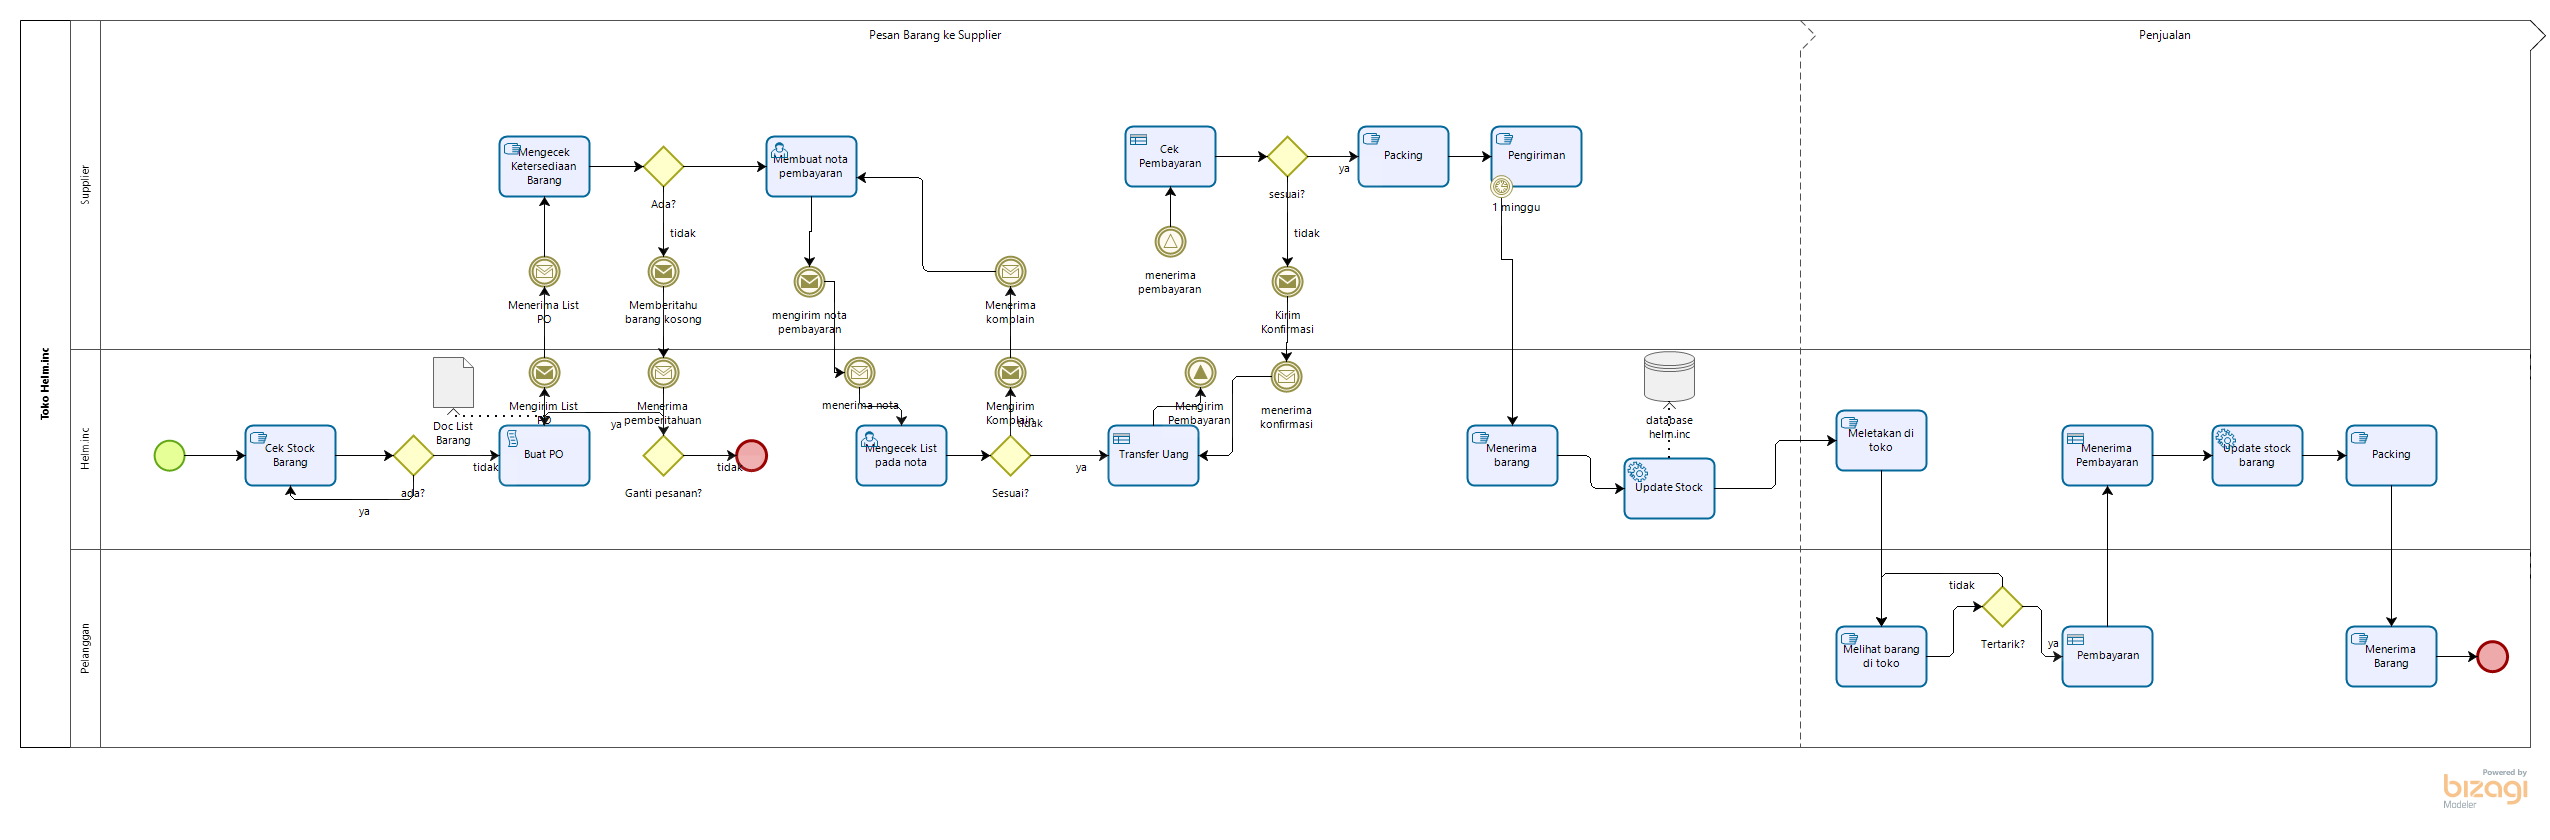 Pesan Barang ke Supplier
Penjualan
Toko Helm.inc
Supplier
Mengecek
Ketersediaan
Barang
Ada?
tidak
Membuat nota
pembayaran
Menerima List
PO
Memberitahu
barang kosong
mengirim nota
pembayaran
Menerima
komplain
Cek
Pembayaran
menerima
pembayaran
sesuai?
ya
tidak
Kirim
Konfirmasi
Packing
Pengiriman
1 minggu
Helm.inc
Cek Stock
Barang
ada?
ya
tidak
Doc List
Barang
Mengirim List
PO
Buat PO
Menerima
pemberitahuan
ya
Ganti pesanan?
tidak
menerima nota
Mengecek List
pada nota
Mengirim
Komplain
tidak
Sesuai?
ya
Mengirim
Pembayaran
Transfer Uang
menerima
konfirmasi
Menerima
barang
database
helm.inc
Update Stock
Meletakan di
toko
Menerima
Pembayaran
Update stock
barang
Packing
Pelanggan
Melihat barang
di toko
tidak
Tertarik?
ya
Pembayaran
Menerima
Barang
Powered by
bizagi
Modeler